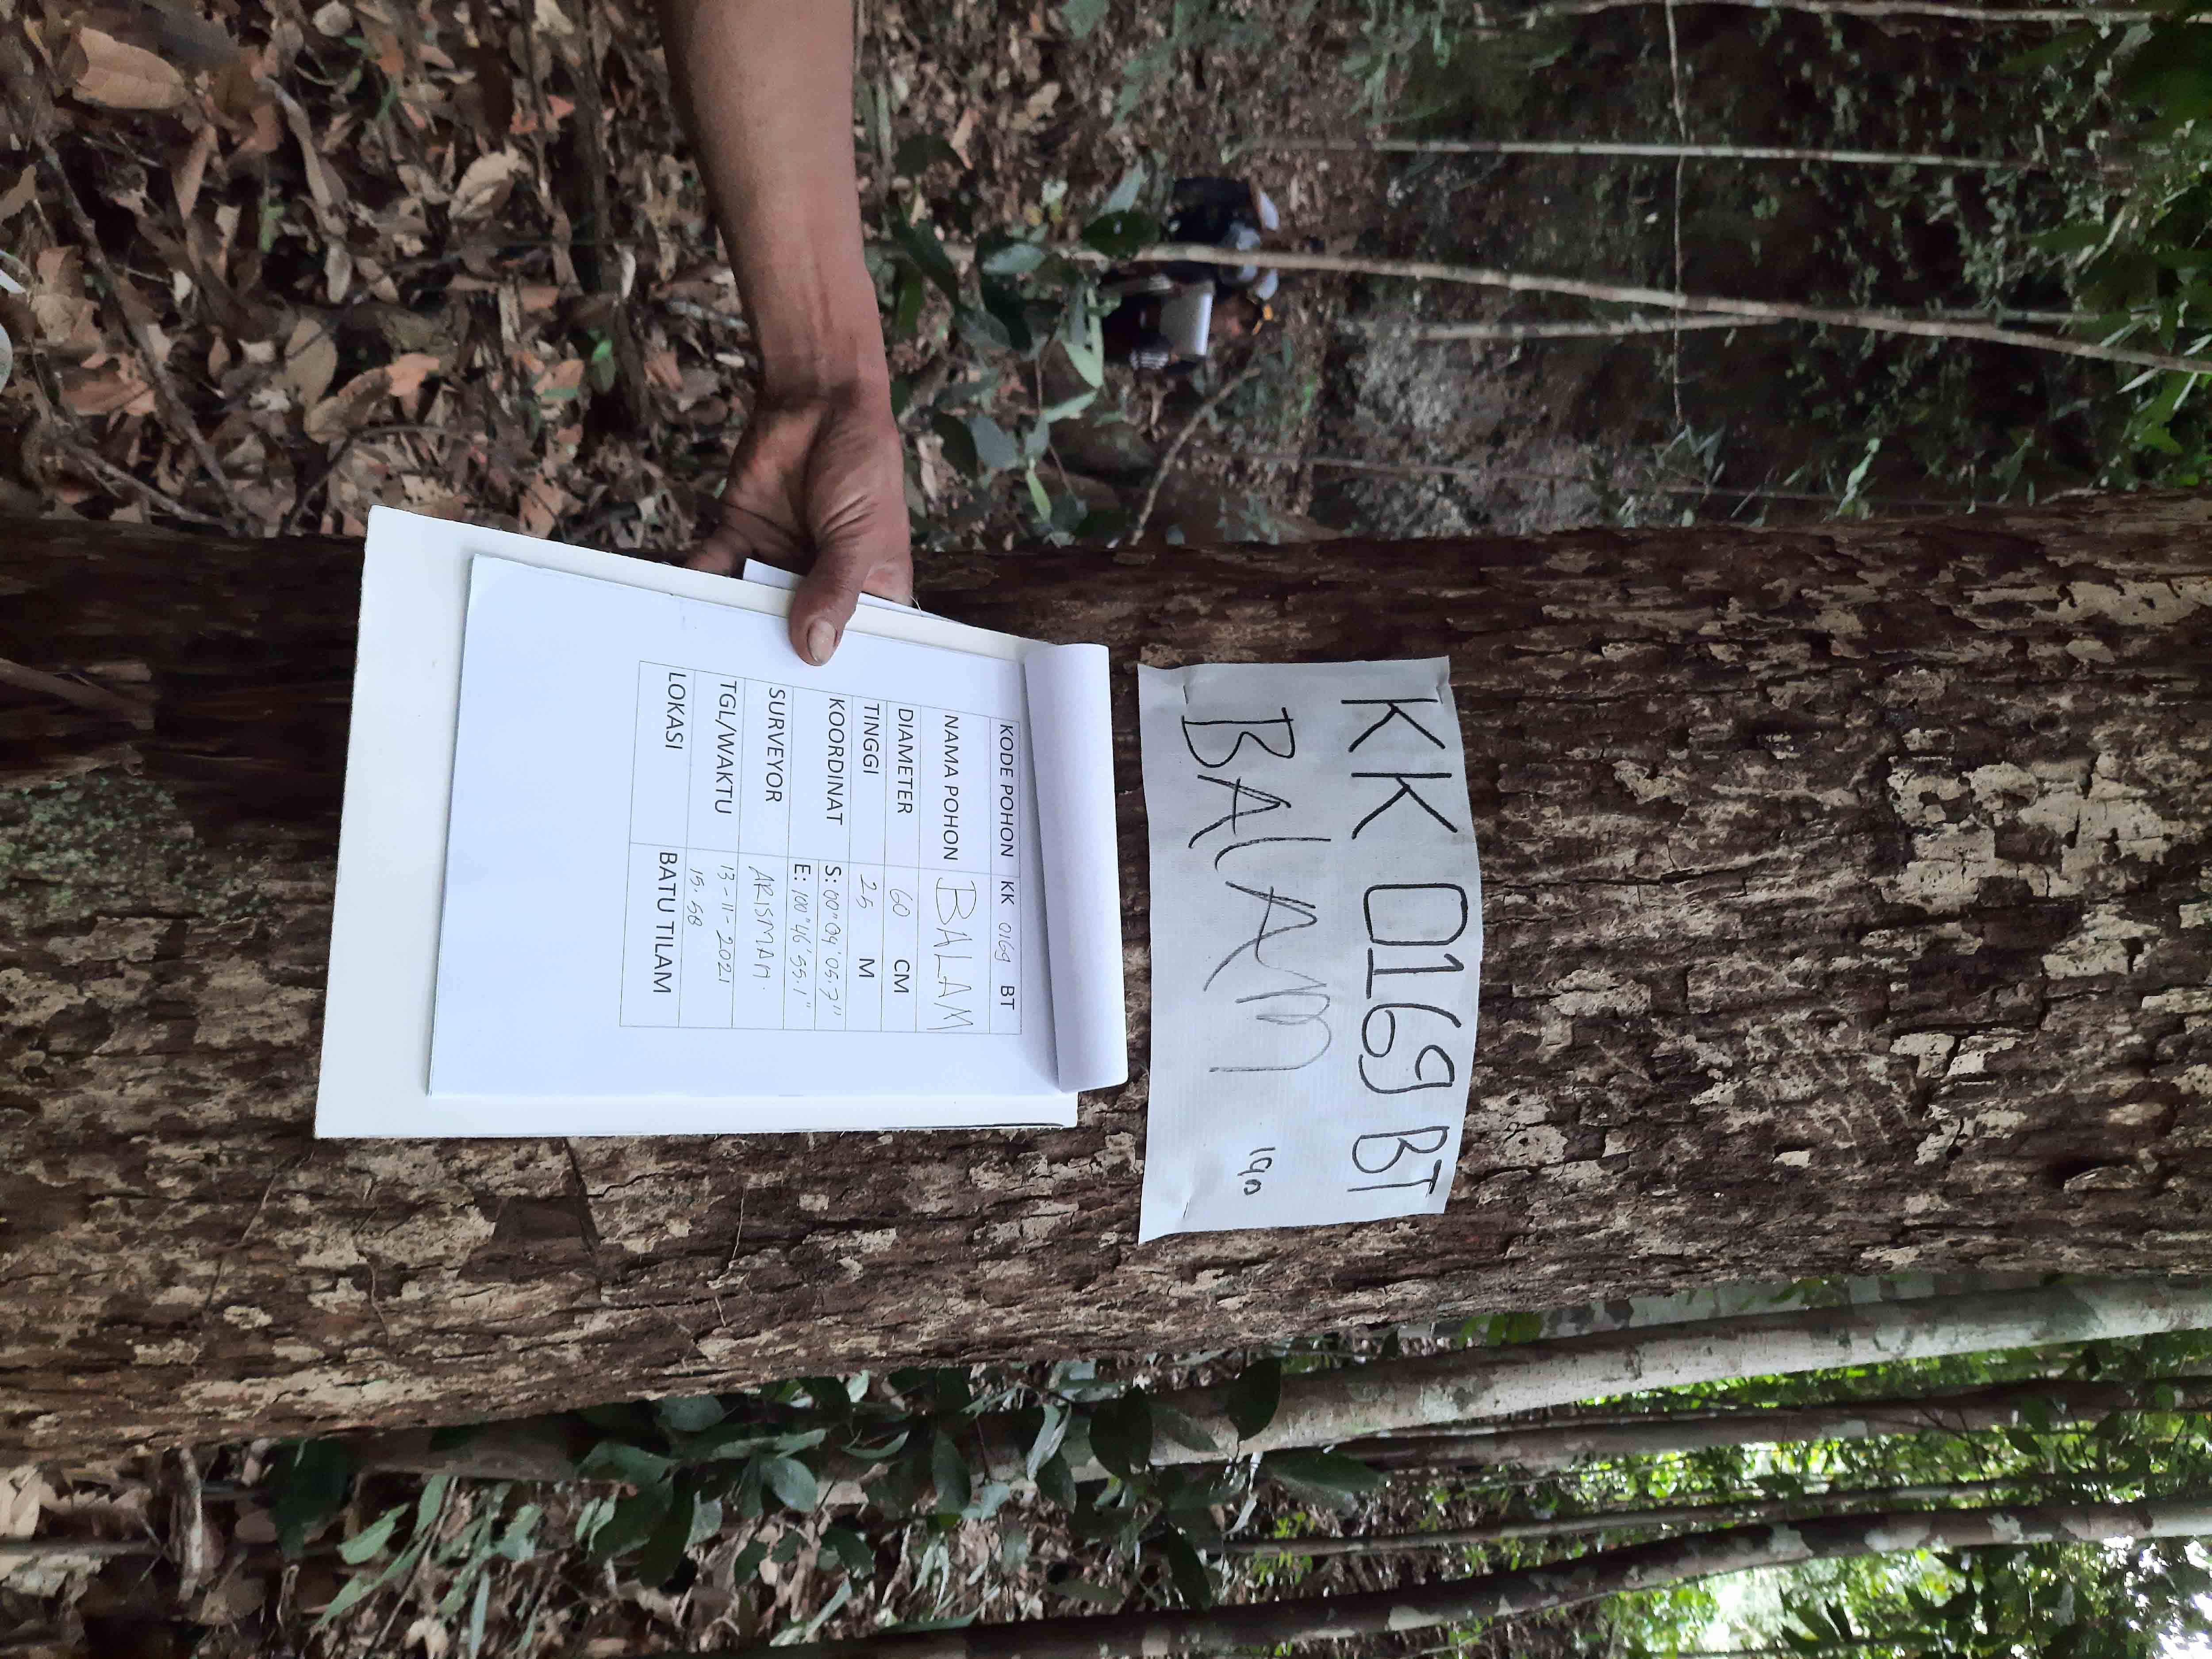 KK 0169 BT
BALAM
190
KODE POHON KK 0169 BT
NAMA POHON BALAM
DIAMETER 60 CM
TINGGI 25 M
KOORDINAT S: 00°09'05.7"
E: 100°46'55.1"
SURVEYOR ARISMAN.
TGL/WAKTU 13-11-2021
15.58
LOKASI BATU TILAM